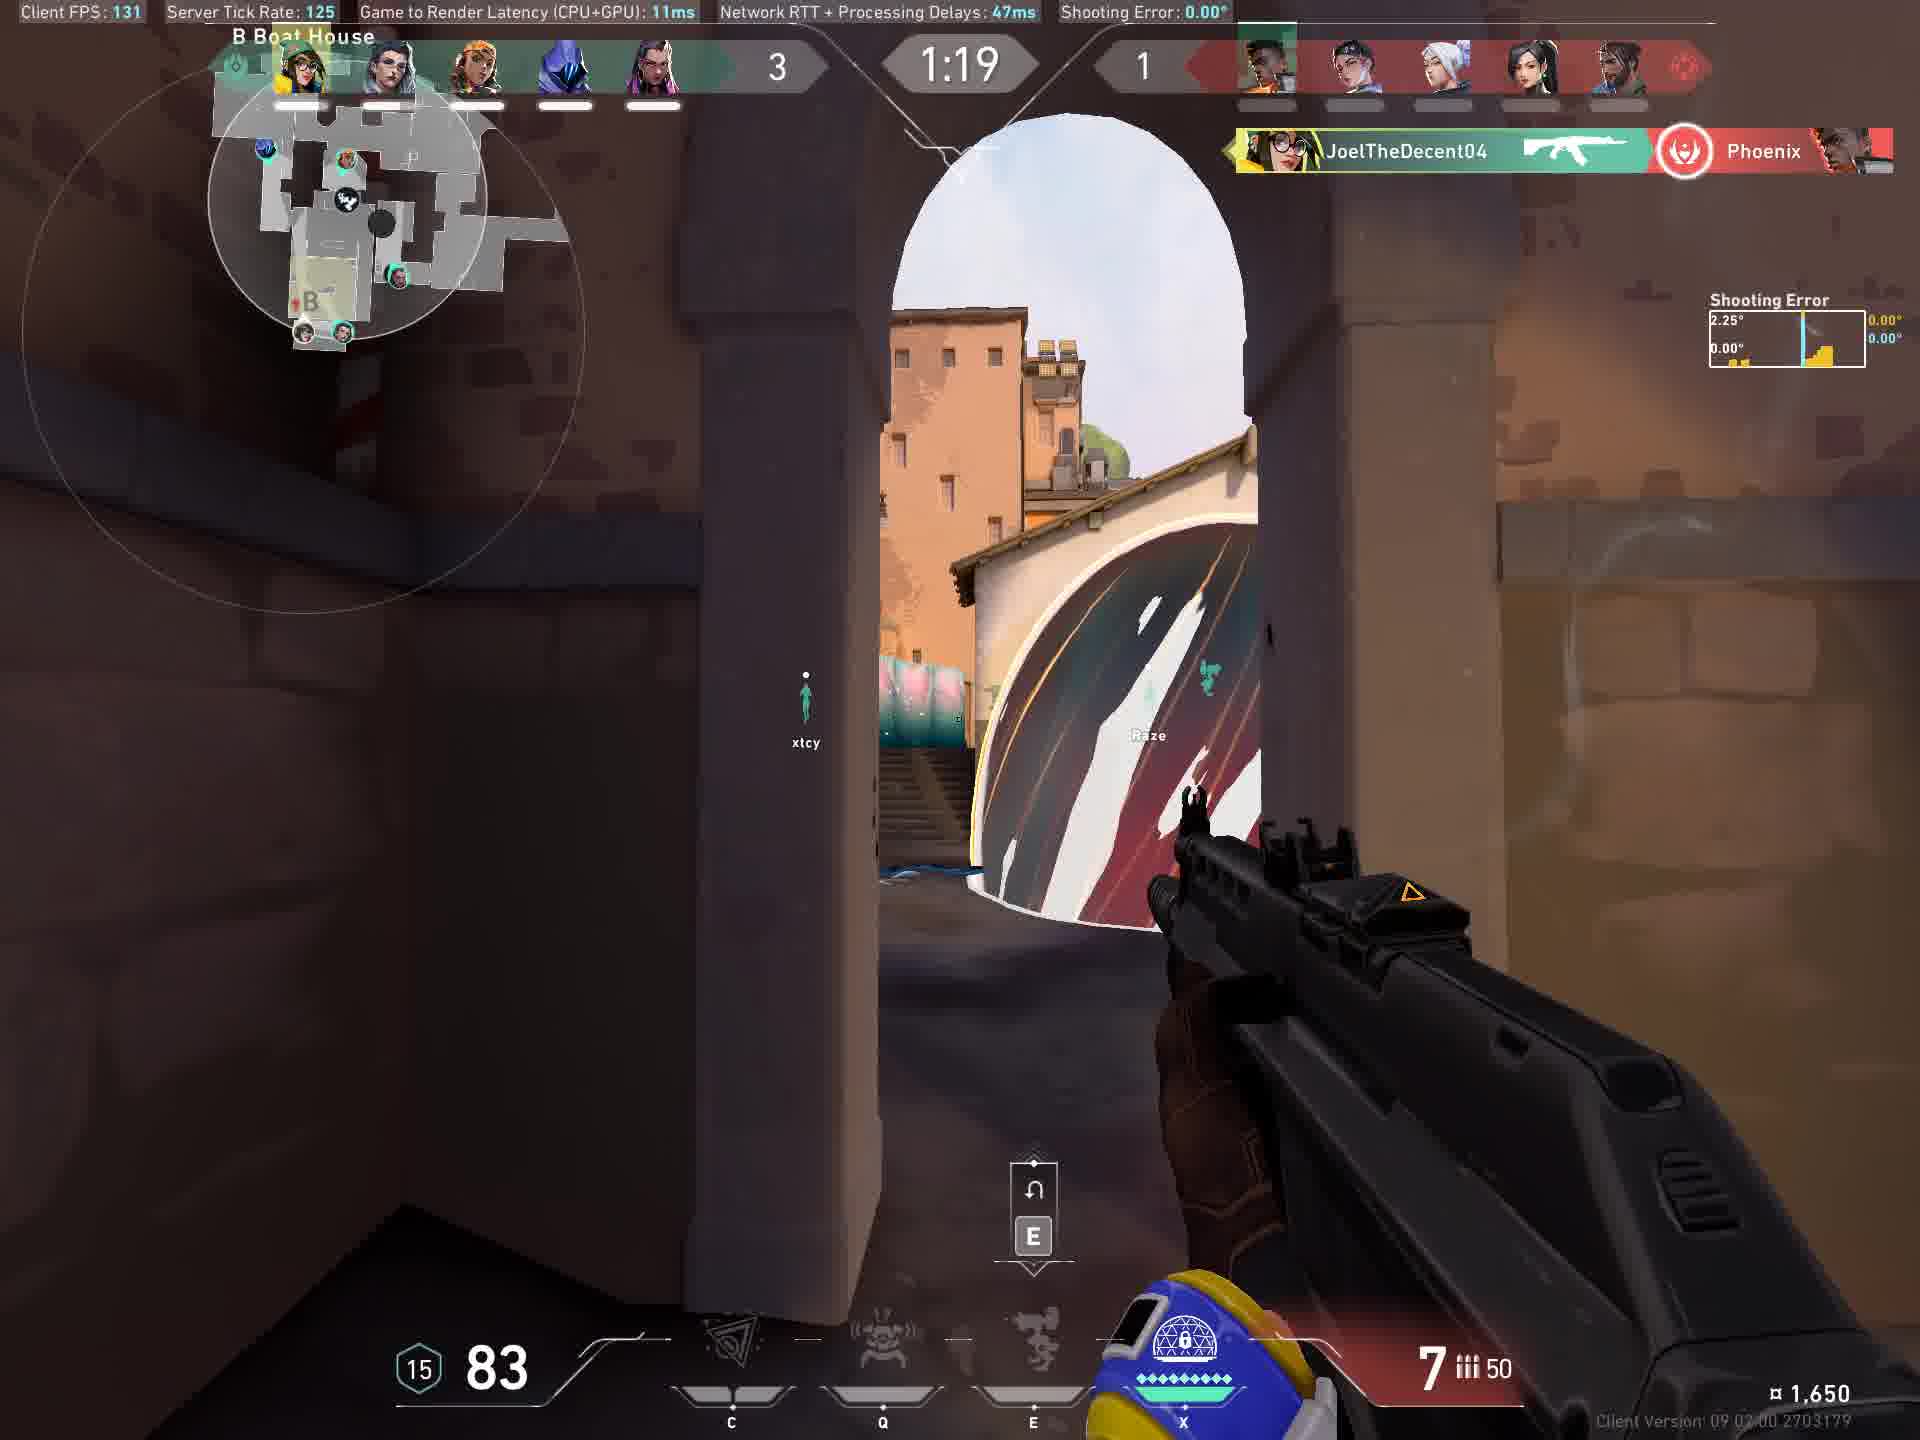 Client FPS: 131 Server Tick Rate: 125 Game to Render Latency (CPU+GPU): 11ms Network RTT + Processing Delays: 47ms Shooting Error: 0.00°
B Boat House
3 1:19 1
JoelTheDecent04 Phoenix
B
Shooting Error
2.25° 0.00°
0.00° 0.00°
xtcy
Raze
E
15 83
7 50
C Q E X
¤ 1,650
Client Version: 09.02.00.2703179